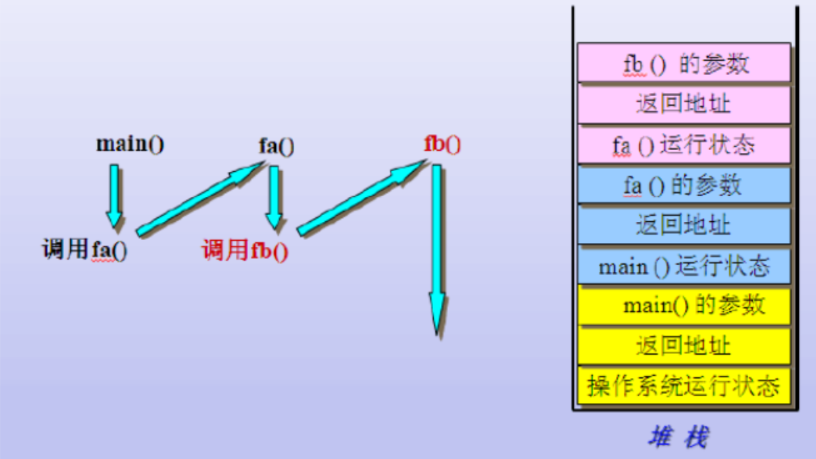 main() fa() fb()
调用fa() 调用fb()
fb () 的参数
返回地址
fa () 运行状态
fa () 的参数
返回地址
main () 运行状态
main() 的参数
返回地址
操作系统运行状态
堆 栈